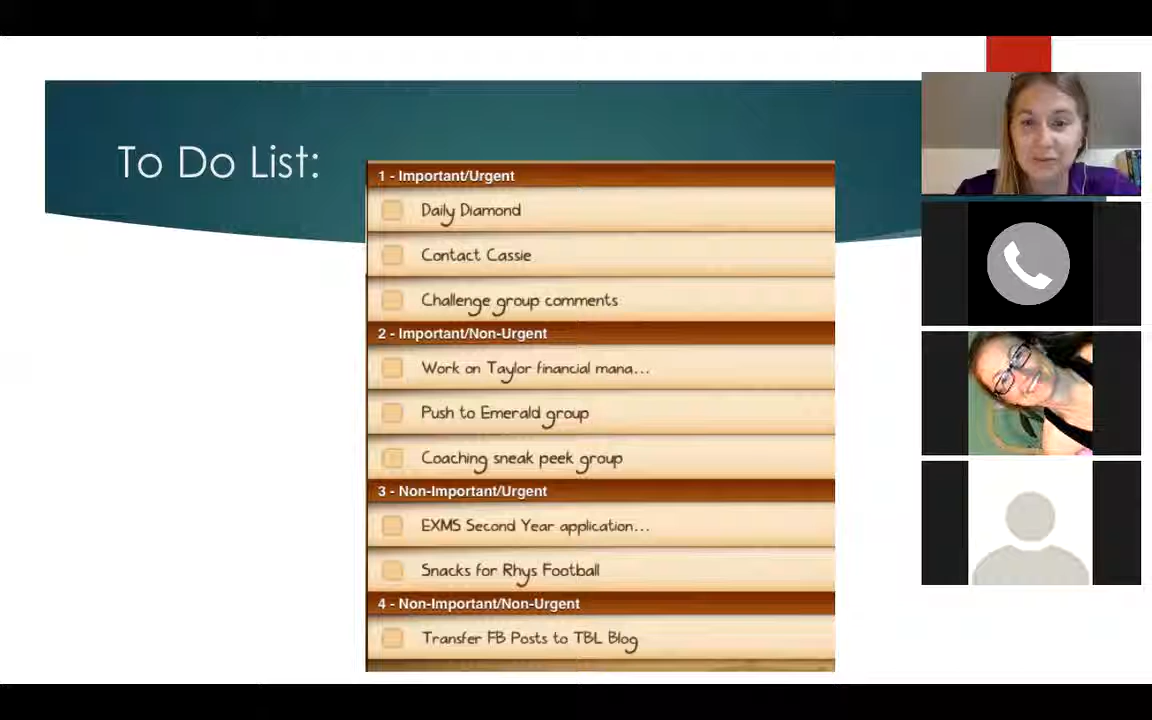 To Do List:
1 - Important/Urgent
Daily Diamond
Contact Cassie
Challenge group comments
2 - Important/Non-Urgent
Work on Taylor financial mana...
Push to Emerald group
Coaching sneak peek group
3 - Non-Important/Urgent
EXMS Second Year application...
Snacks for Rhys Football
4 - Non-Important/Non-Urgent
Transfer FB Posts to TBL Blog